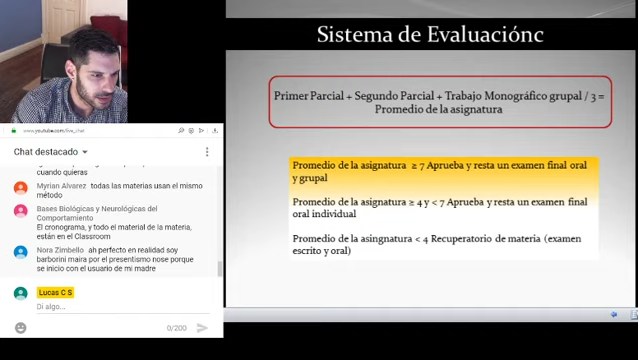 Sistema de Evaluaciónc
Primer Parcial + Segundo Parcial + Trabajo Monográfico grupal / 3 =
Promedio de la asignatura
Promedio de la asignatura ≥ 7 Aprueba y resta un examen final oral
y grupal
Promedio de la asignatura ≥ 4 y < 7 Aprueba y resta un examen final
oral individual
Promedio de la asingnatura < 4 Recuperatorio de materia (examen
escrito y oral)
www.youtube.com/live_chat
Chat destacado
cuando quieras
Myrian Alvarez todas las materias usan el mismo
método
Bases Biológicas y Neurológicas del
Comportamiento
El cronograma, y todo el material de la materia,
están en el Classroom
Nora Zimbello ah perfecto en realidad soy
barborini maira por el presentismo nose porque
se inicio con el usuario de mi madre
Lucas C S
Di algo...
0/200